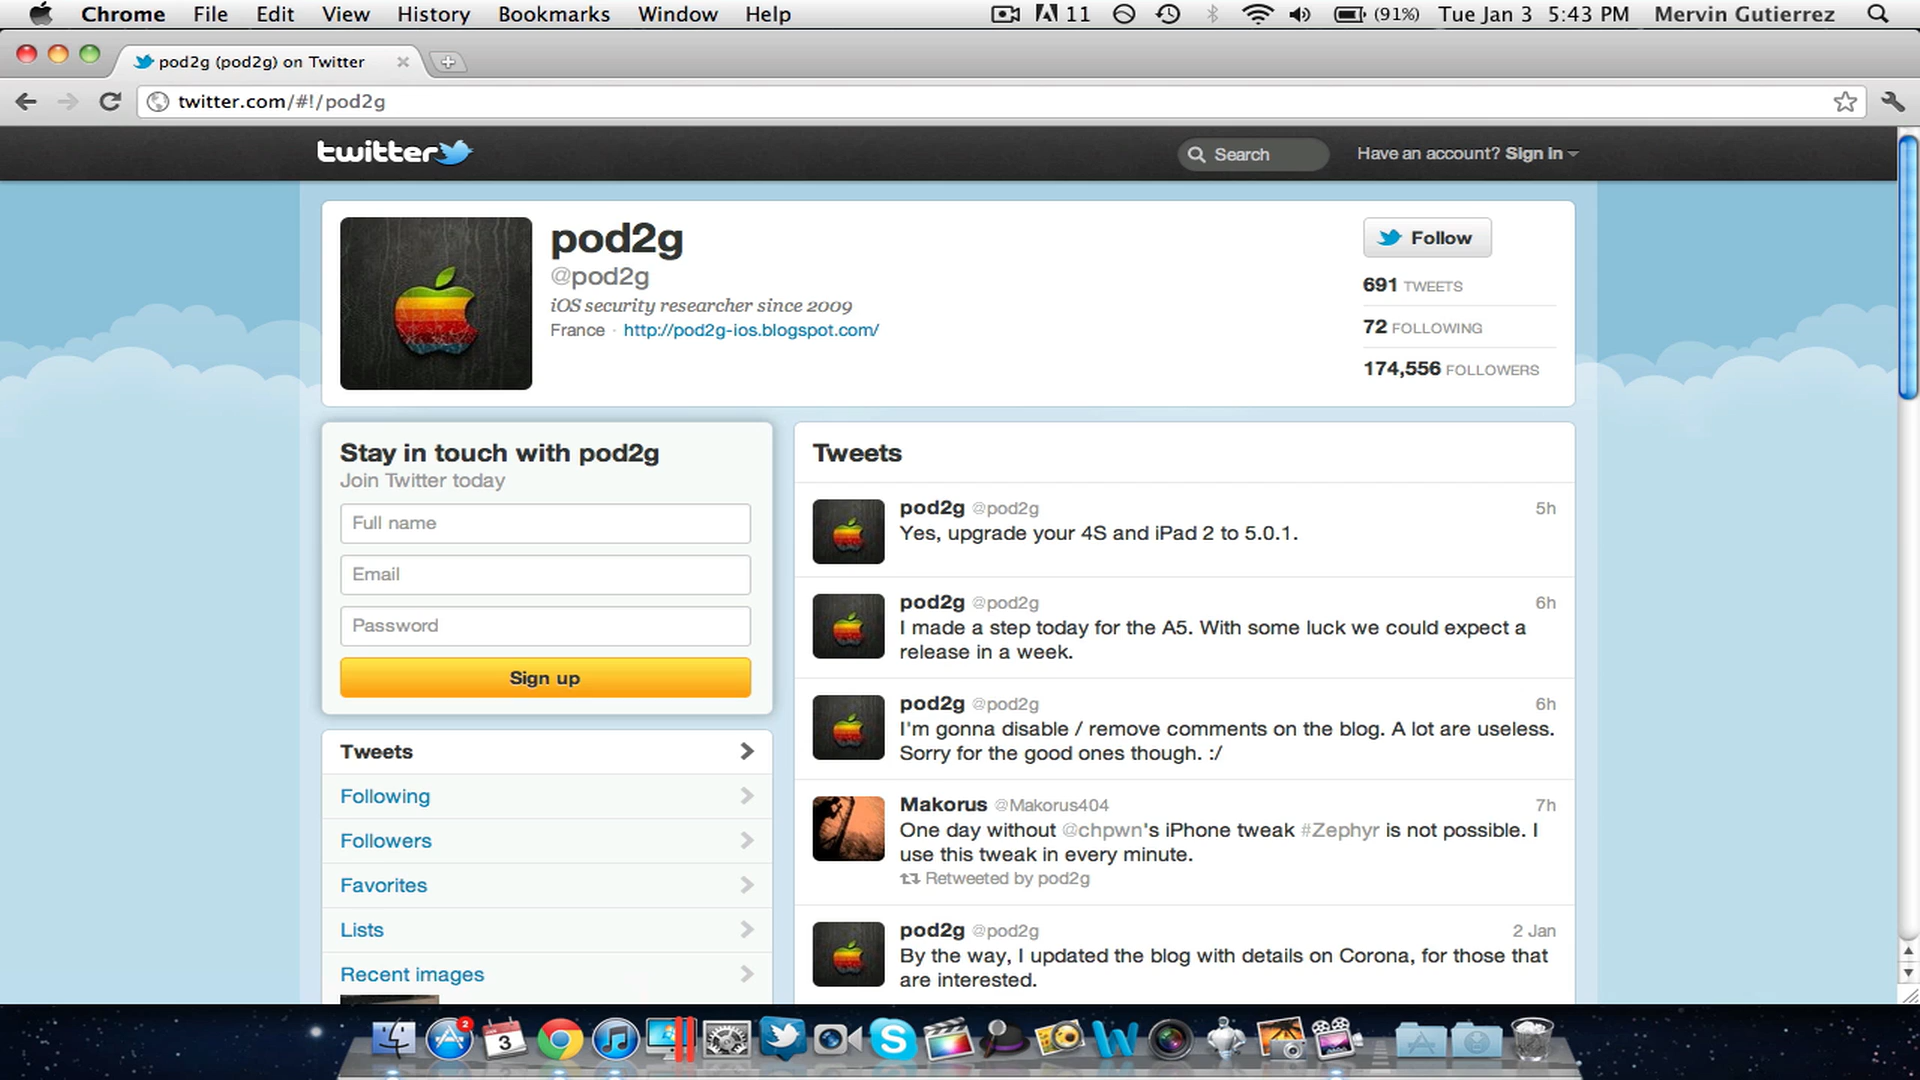 Chrome File Edit View History Bookmarks Window Help 11 (91%) Tue Jan 3 5:43 PM Mervin Gutierrez
pod2g (pod2g) on Twitter
twitter.com/#!/pod2g
twitter Search Have an account? Sign in
pod2g
@pod2g
iOS security researcher since 2009
France · http://pod2g-ios.blogspot.com/
Follow
691 TWEETS
72 FOLLOWING
174,556 FOLLOWERS
Stay in touch with pod2g
Join Twitter today
Full name
Email
Password
Sign up
Tweets
Following
Followers
Favorites
Lists
Recent images
Tweets
pod2g @pod2g 5h
Yes, upgrade your 4S and iPad 2 to 5.0.1.
pod2g @pod2g 6h
I made a step today for the A5. With some luck we could expect a
release in a week.
pod2g @pod2g 6h
I'm gonna disable / remove comments on the blog. A lot are useless.
Sorry for the good ones though. :/
Makorus @Makorus404 7h
One day without @chpwn's iPhone tweak #Zephyr is not possible. I
use this tweak in every minute.
Retweeted by pod2g
pod2g @pod2g 2 Jan
By the way, I updated the blog with details on Corona, for those that
are interested.
2
3